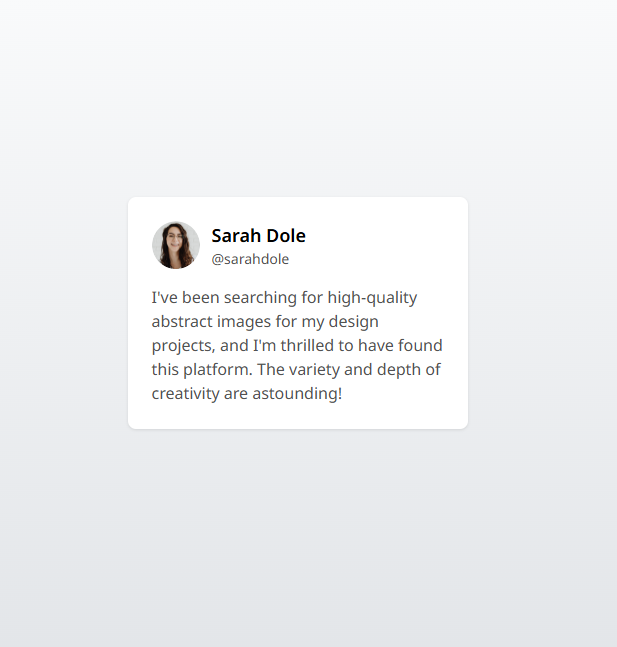 Sarah Dole
@sarahdole
I've been searching for high-quality
abstract images for my design
projects, and I'm thrilled to have found
this platform. The variety and depth of
creativity are astounding!